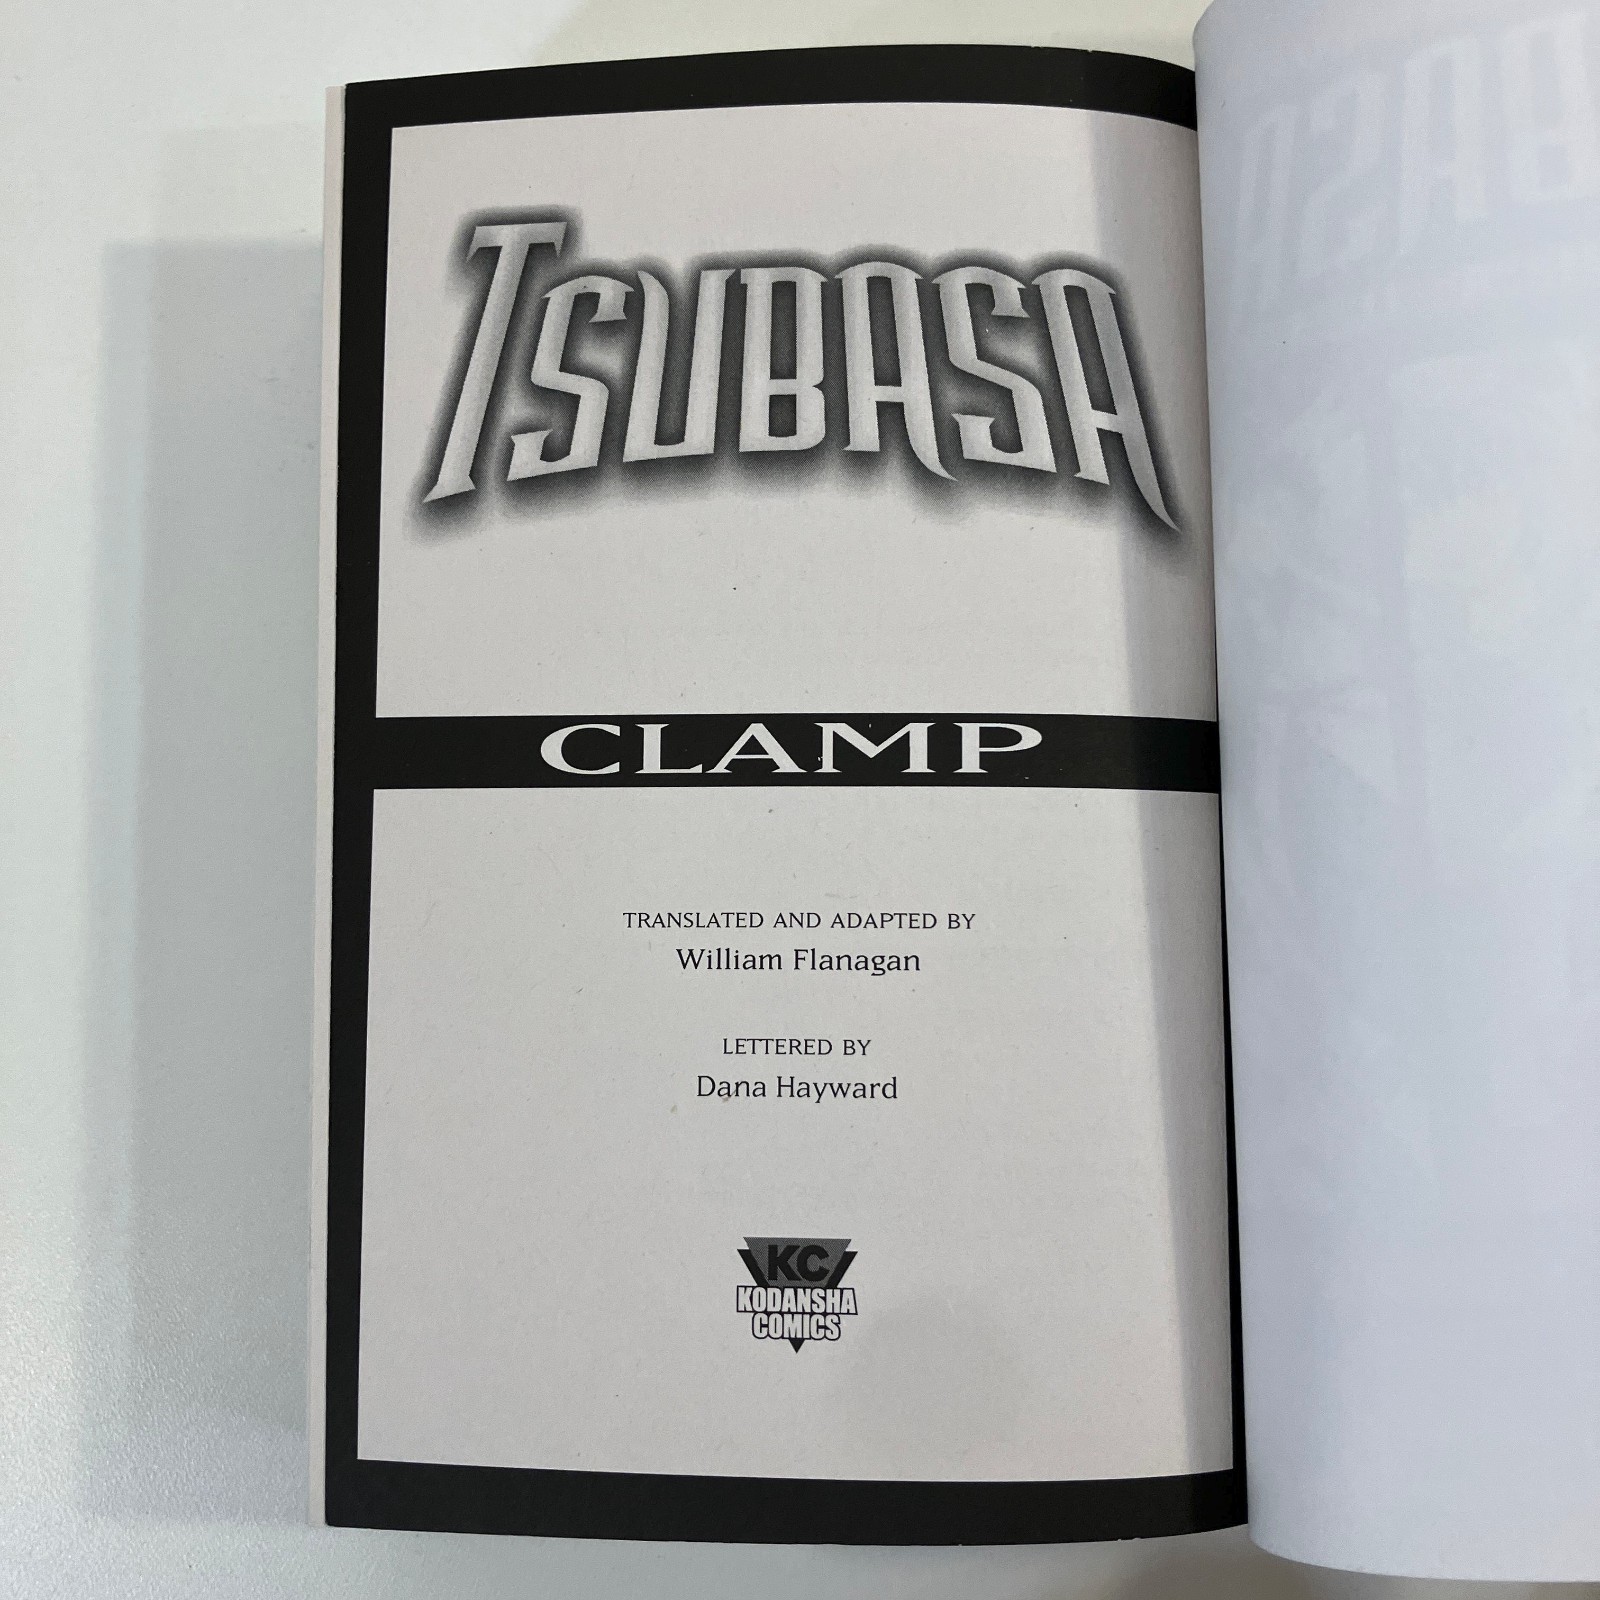 TSUBASA
CLAMP
TRANSLATED AND ADAPTED BY
William Flanagan
LETTERED BY
Dana Hayward
KC
KODANSHA
COMICS